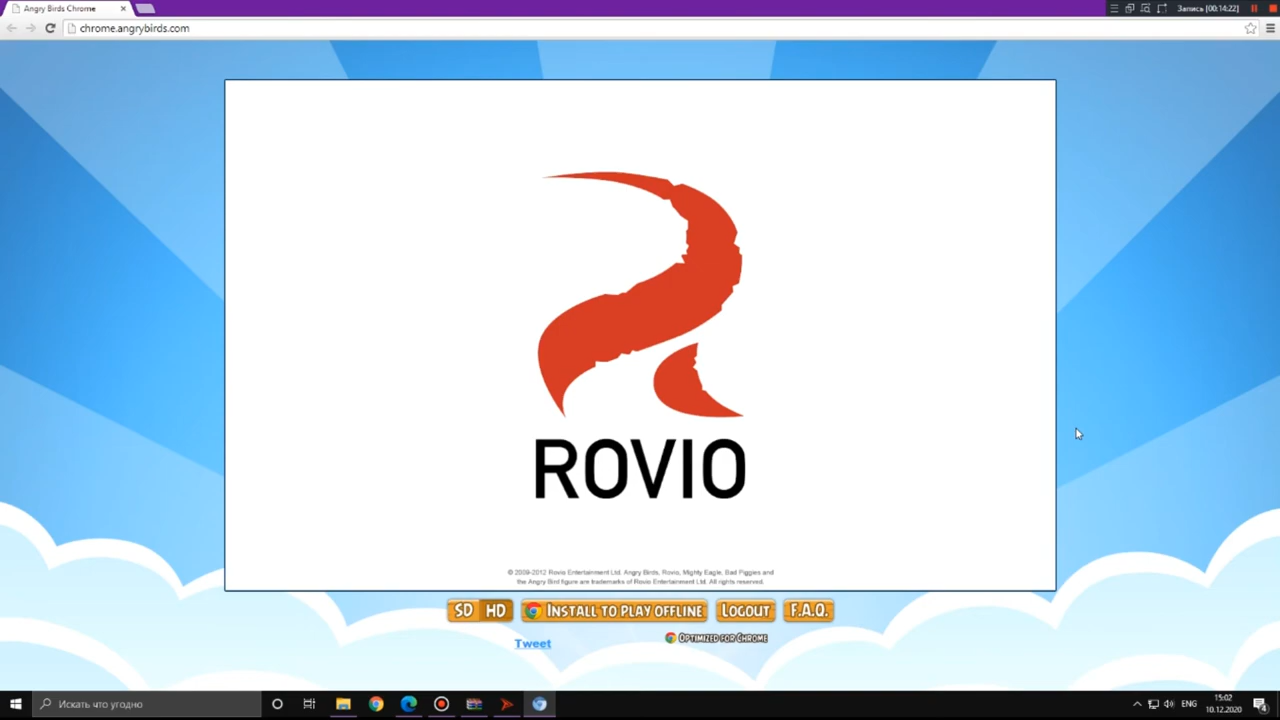 Angry Birds Chrome
Запись [00:14:22]
chrome.angrybirds.com
ROVIO
© 2009-2012 Rovio Entertainment Ltd. Angry Birds, Rovio, Mighty Eagle, Bad Piggies and
the Angry Bird figure are trademarks of Rovio Entertainment Ltd. All rights reserved.
SD HD INSTALL TO PLAY OFFLINE LOGOUT F.A.Q.
Tweet OPTIMIZED FOR CHROME
Искать что угодно
ENG
15:02
10.12.2020
4